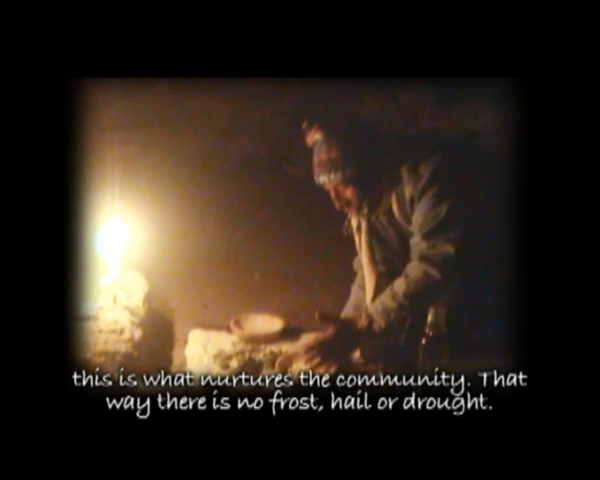 this is what nurtures the community. That
way there is no frost, hail or drought.